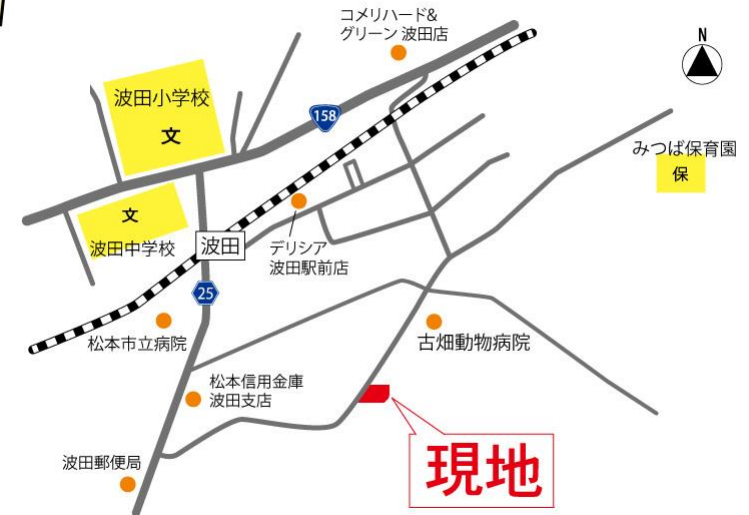 コメリハード&
グリーン 波田店
N
波田小学校
文
158
みつば保育園
保
文
波田中学校
波田
デリシア
波田駅前店
25
松本市立病院
古畑動物病院
松本信用金庫
波田支店
現地
波田郵便局